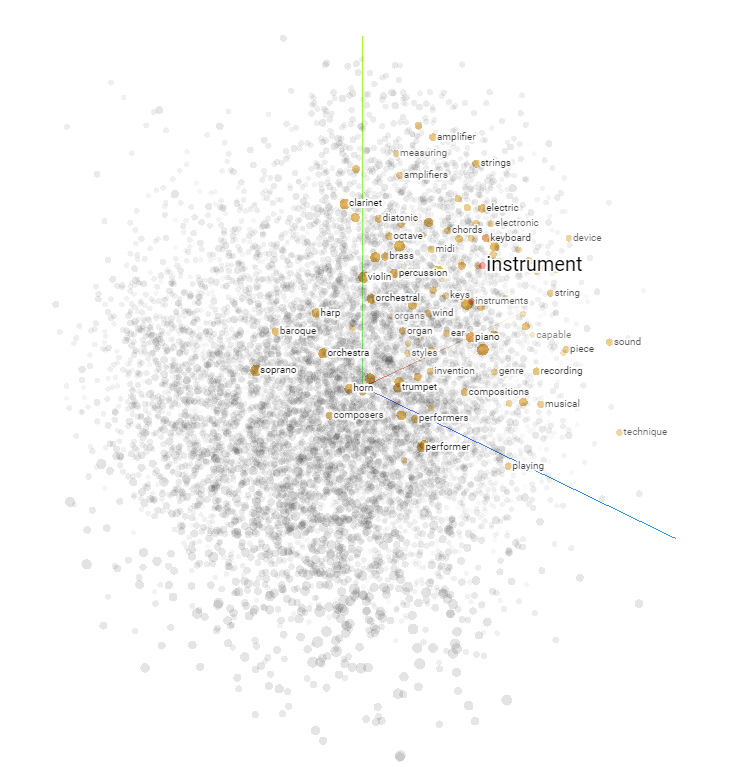 amplifier
measuring
strings
amplifiers
clarinet
electric
diatonic
electronic
chords
octave
keyboard
device
midi
brass
instrument
percussion
violin
string
keys
orchestral
instruments
harp
organs
wind
baroque
organ
ear
capable
piano
sound
piece
orchestra
styles
soprano
invention
genre
recording
horn
trumpet
compositions
musical
composers
performers
technique
performer
playing